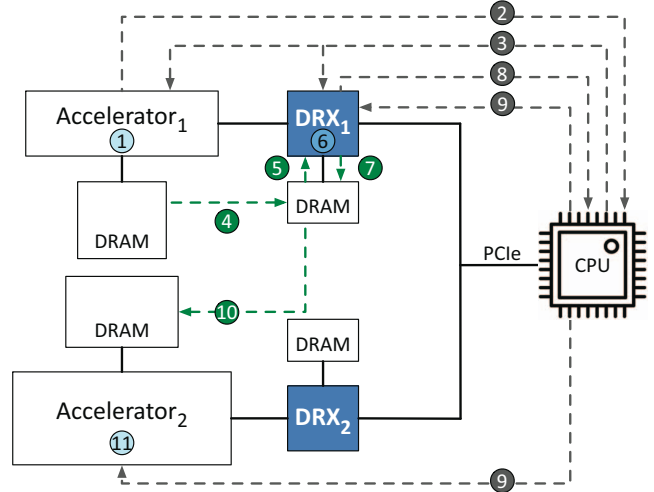 2
3
8
9
Accelerator1
1
DRX1
6
5
7
DRAM
4
DRAM
PCIe
CPU
10
DRAM
DRAM
Accelerator2
11
DRX2
9